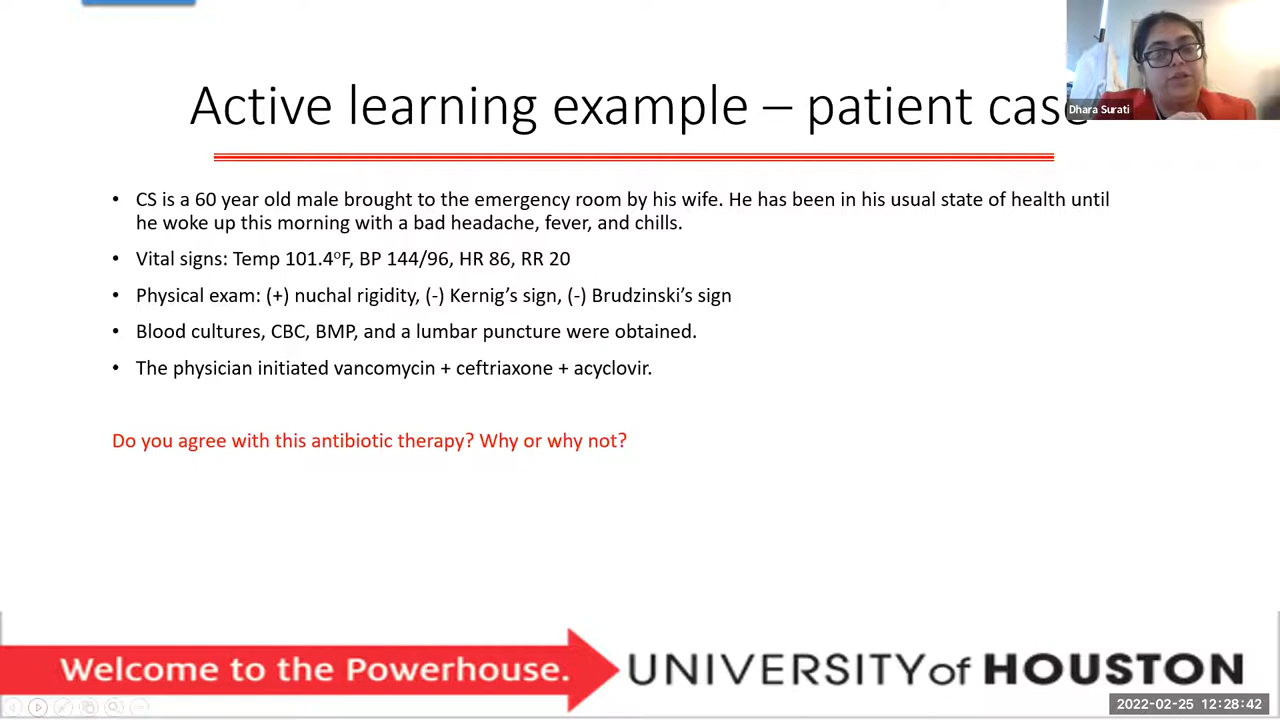 Active learning example – patient case
Dhara Surati
• CS is a 60 year old male brought to the emergency room by his wife. He has been in his usual state of health until
he woke up this morning with a bad headache, fever, and chills.
• Vital signs: Temp 101.4°F, BP 144/96, HR 86, RR 20
• Physical exam: (+) nuchal rigidity, (-) Kernig's sign, (-) Brudzinski's sign
• Blood cultures, CBC, BMP, and a lumbar puncture were obtained.
• The physician initiated vancomycin + ceftriaxone + acyclovir.
Do you agree with this antibiotic therapy? Why or why not?
Welcome to the Powerhouse.
UNIVERSITY of HOUSTON
2022-02-25 12:28:42